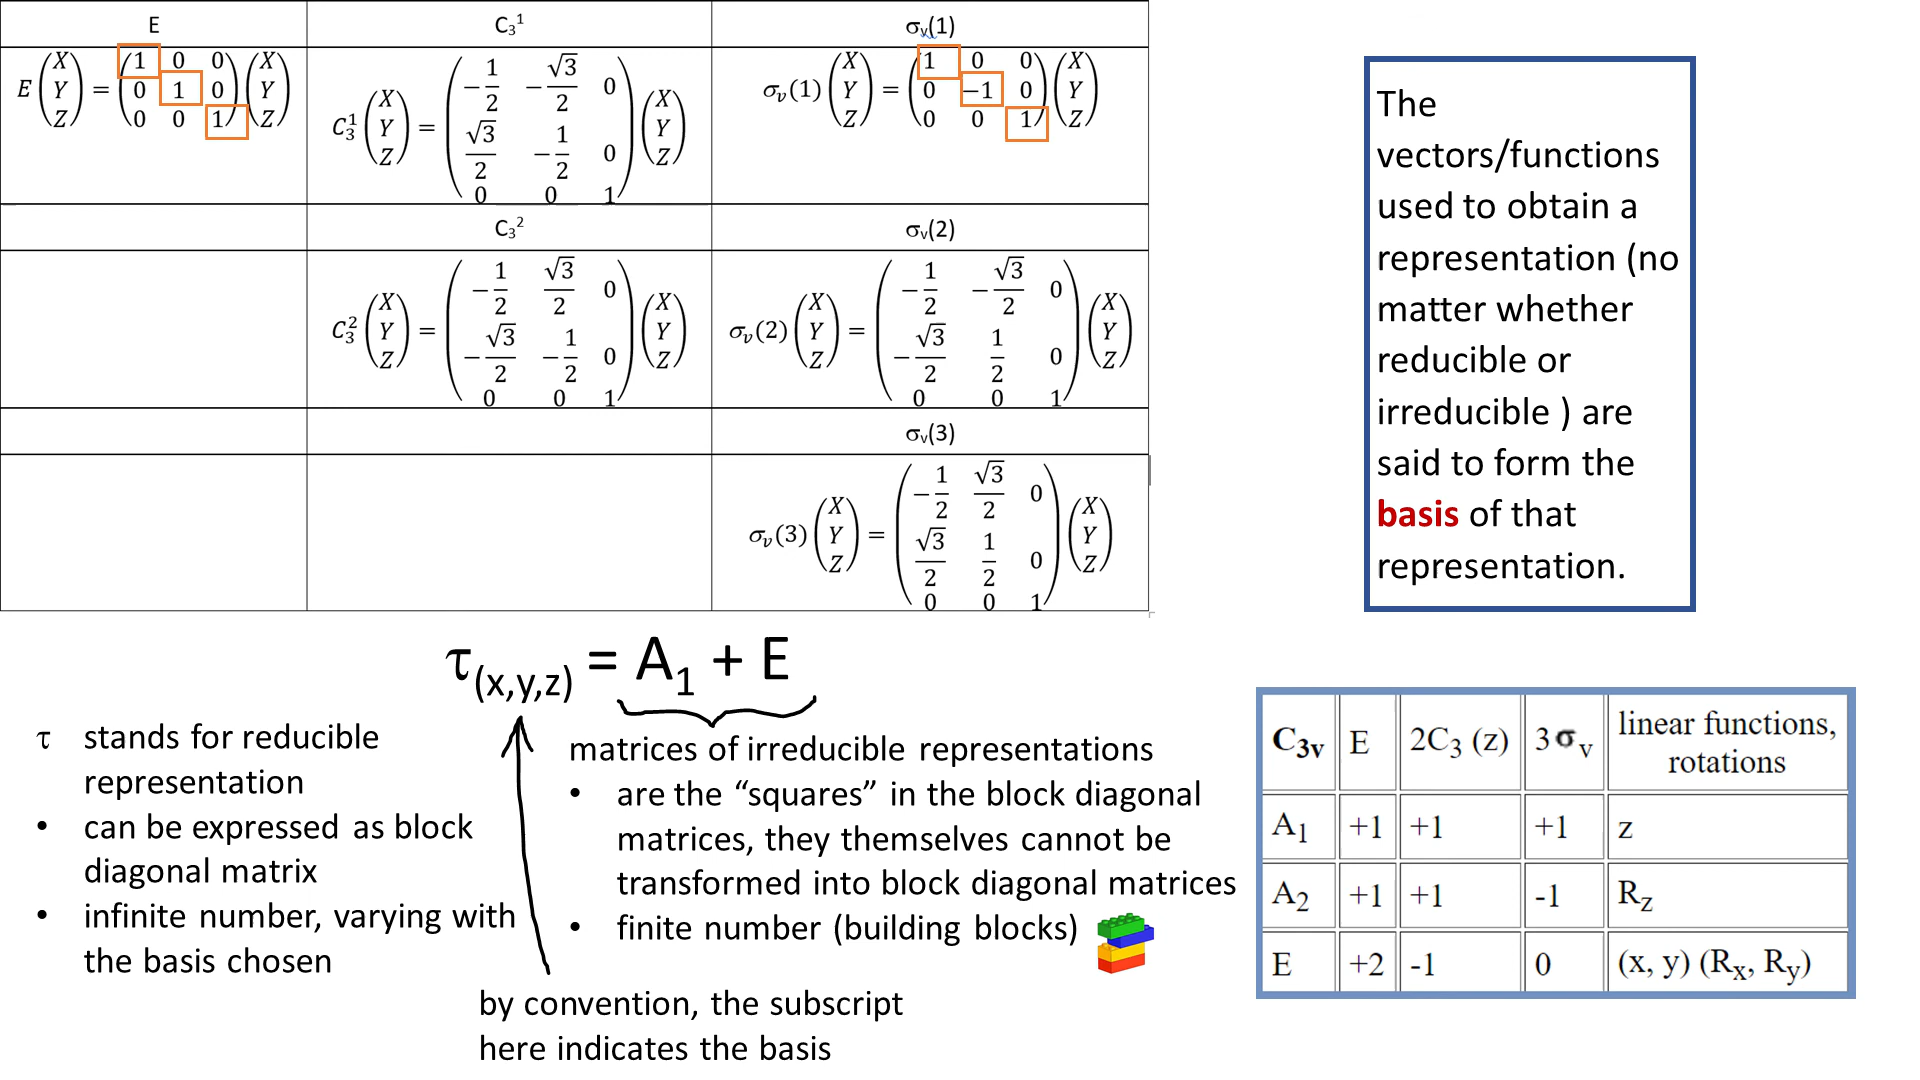 E C₃¹ σᵥ(1)
E (X Y Z) = (1 0 0 / 0 1 0 / 0 0 1) (X Y Z)
C₃¹ (X Y Z) = (−1/2 −√3/2 0 / √3/2 −1/2 0 / 0 0 1) (X Y Z)
σᵥ(1) (X Y Z) = (1 0 0 / 0 −1 0 / 0 0 1) (X Y Z)
C₃² σᵥ(2)
C₃² (X Y Z) = (−1/2 √3/2 0 / −√3/2 −1/2 0 / 0 0 1) (X Y Z)
σᵥ(2) (X Y Z) = (−1/2 −√3/2 0 / −√3/2 1/2 0 / 0 0 1) (X Y Z)
σᵥ(3)
σᵥ(3) (X Y Z) = (−1/2 √3/2 0 / √3/2 1/2 0 / 0 0 1) (X Y Z)
The
vectors/functions
used to obtain a
representation (no
matter whether
reducible or
irreducible ) are
said to form the
basis of that
representation.
τ(x,y,z) = A₁ + E
τ stands for reducible
representation
• can be expressed as block
diagonal matrix
• infinite number, varying with
the basis chosen
matrices of irreducible representations
• are the “squares” in the block diagonal
matrices, they themselves cannot be
transformed into block diagonal matrices
• finite number (building blocks)
by convention, the subscript
here indicates the basis
C₃ᵥ E 2C₃ (z) 3σᵥ linear functions,
rotations
A₁ +1 +1 +1 z
A₂ +1 +1 -1 R_z
E +2 -1 0 (x, y) (Rₓ, R_y)